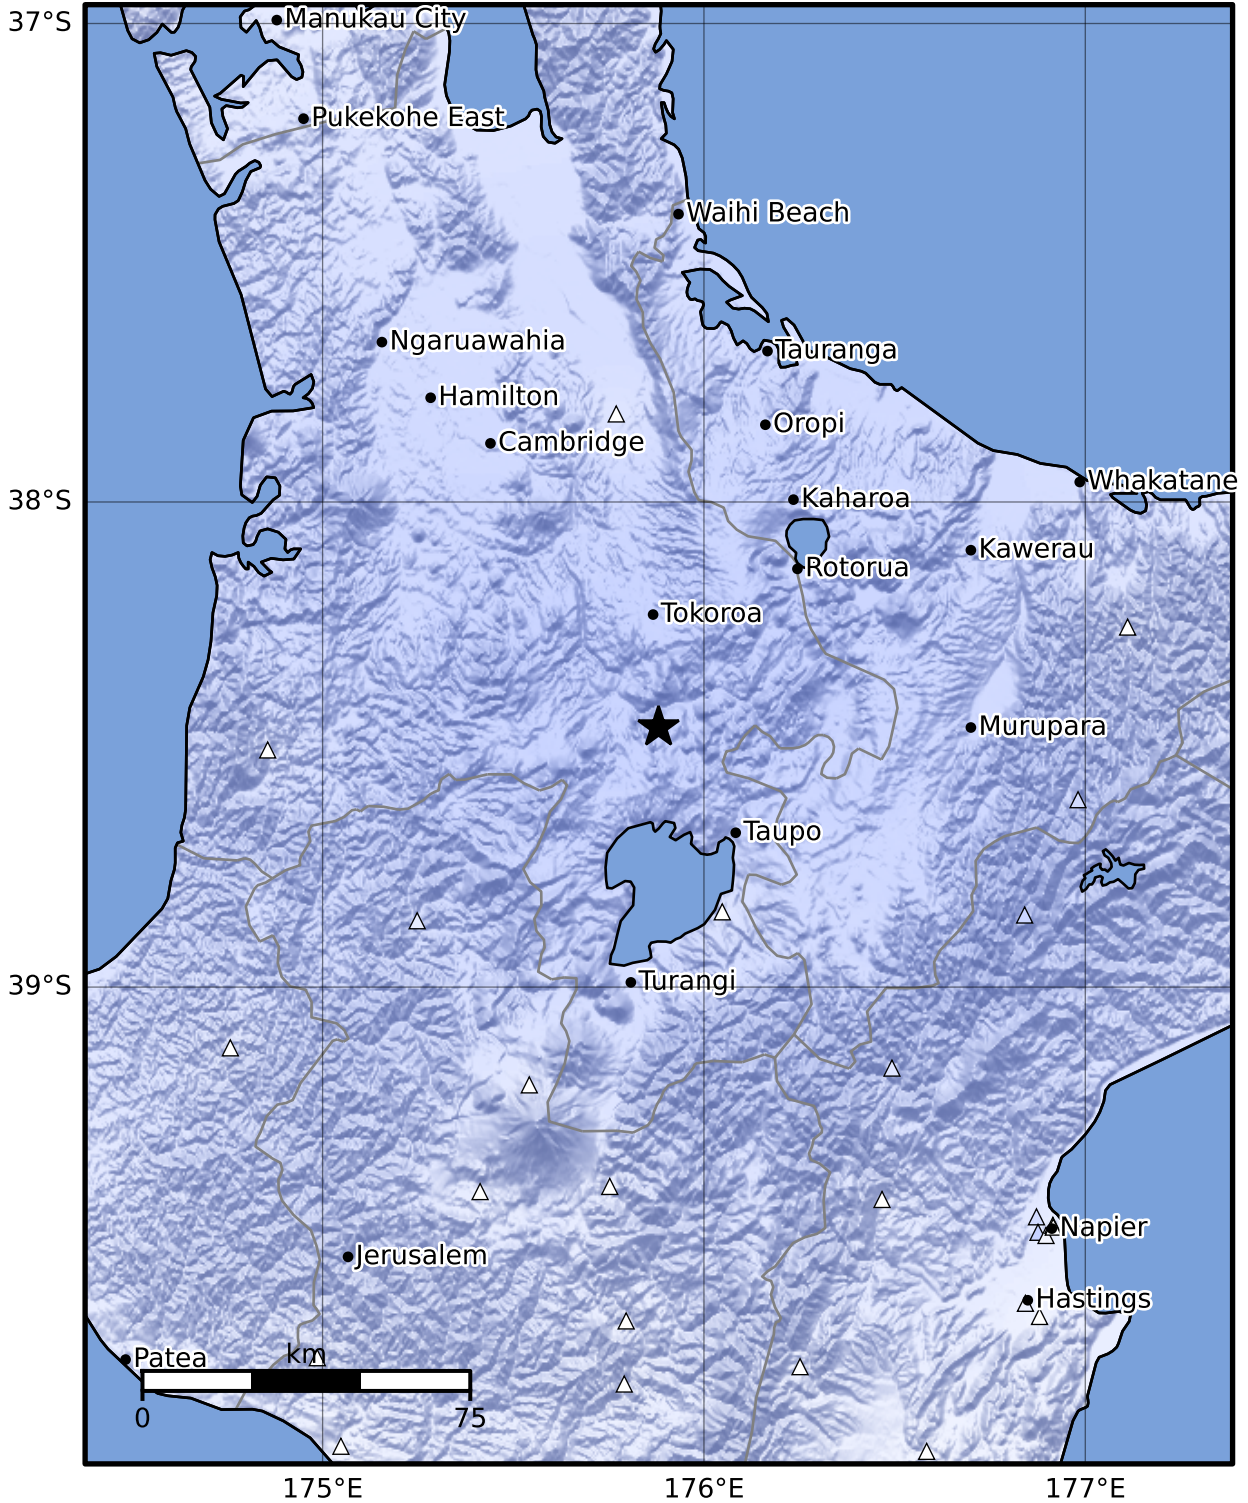 37°S
Manukau City
Pukekohe East
Waihi Beach
Ngaruawahia
Tauranga
Hamilton
Oropi
Cambridge
Whakatane
38°S
Kaharoa
Kawerau
Rotorua
Tokoroa
Murupara
Taupo
39°S
Turangi
Napier
Jerusalem
Hastings
Patea
km
0
75
175°E
176°E
177°E